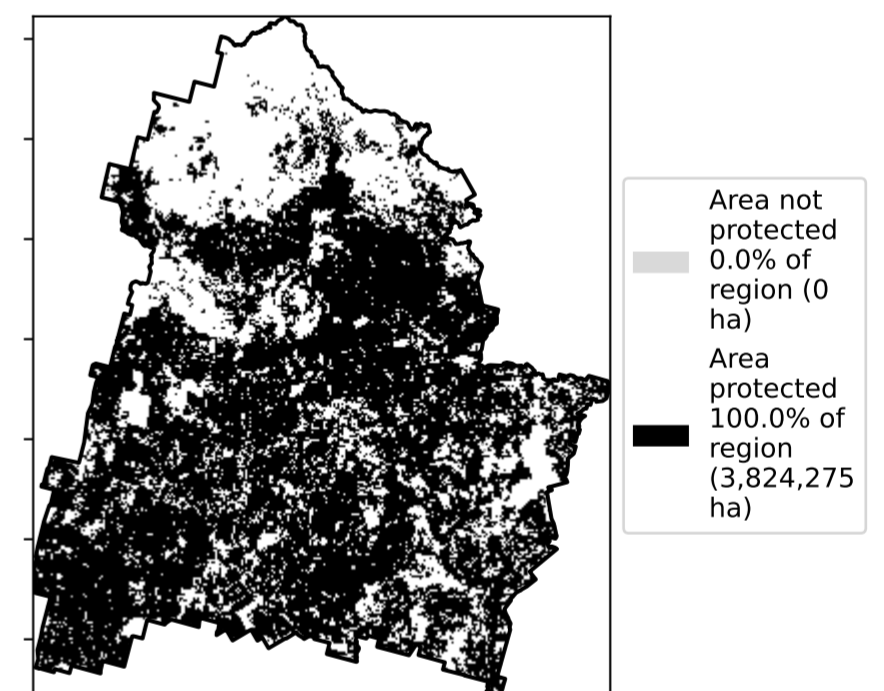 Area not
protected
0.0% of
region (0
ha)
Area
protected
100.0% of
region
(3,824,275
ha)